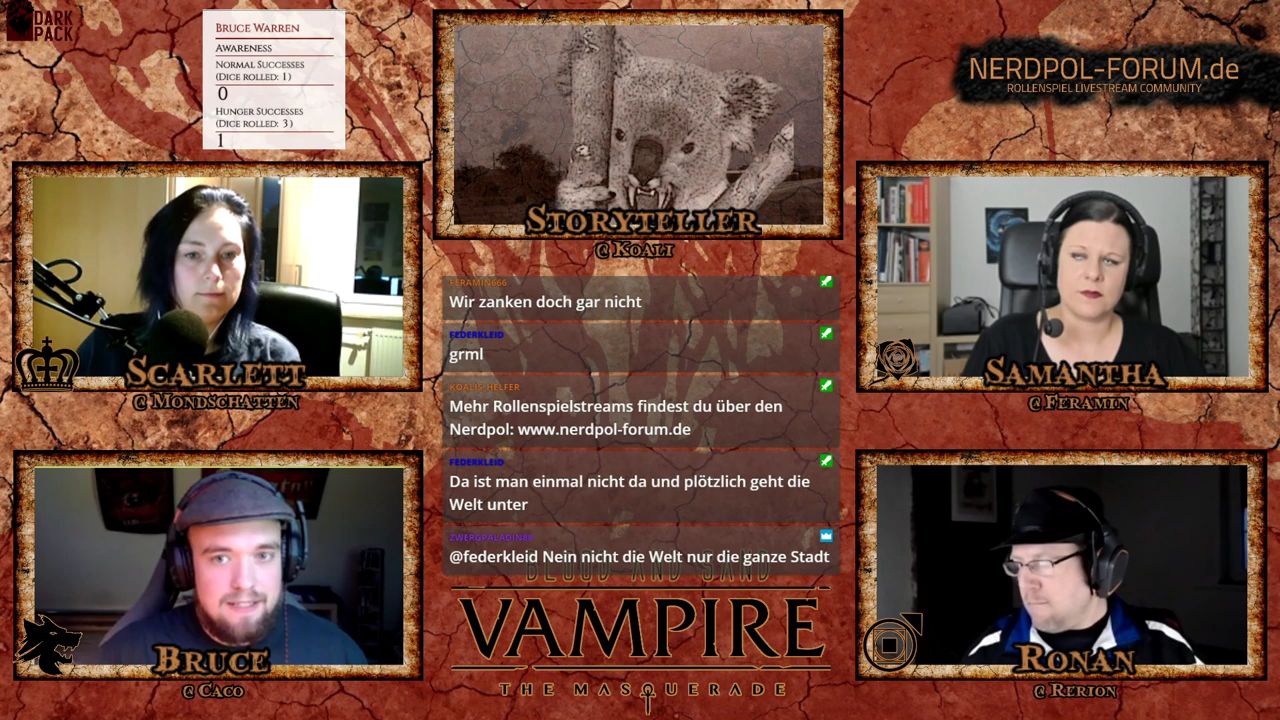 DARK
PACK
BRUCE WARREN
AWARENESS
NORMAL SUCCESSES
(DICE ROLLED: 1)
0
HUNGER SUCCESSES
(DICE ROLLED: 3)
1
STORYTELLER
@ KOALI
NERDPOL-FORUM.de
ROLLENSPIEL LIVESTREAM COMMUNITY
SCARLETT
@ MONDSCHATTEN
SAMANTHA
@ FERAMIN
FERAMIN666
Wir zanken doch gar nicht
FEDERKLEID
grml
KOALIS-HELFER
Mehr Rollenspielstreams findest du über den
Nerdpol: www.nerdpol-forum.de
FEDERKLEID
Da ist man einmal nicht da und plötzlich geht die
Welt unter
@federkleid Nein nicht die Welt nur die ganze Stadt
BLOOD AND SAND
VAMPIRE
THE MASQUERADE
BRUCE
@ CACO
RONAN
@ RERION